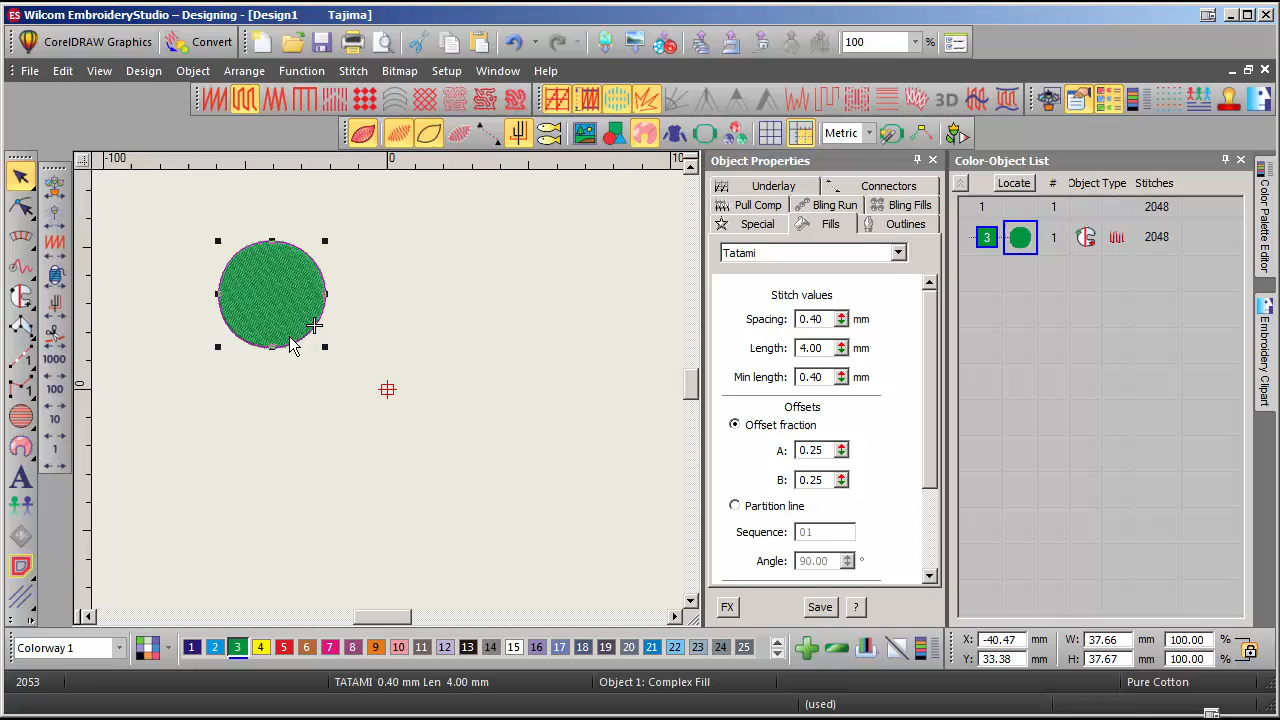 Wilcom EmbroideryStudio – Designing - [Design1 Tajima]
CorelDRAW Graphics Convert 100 %
File Edit View Design Object Arrange Function Stitch Bitmap Setup Window Help
3D
Metric
-100 0 10
Object Properties
Color-Object List
Underlay Connectors
Locate # Object Type Stitches
Pull Comp Bling Run Bling Fills
1 1 2048
Special Fills Outlines
3 1 2048
Tatami
Stitch values
Spacing: 0.40 mm
Length: 4.00 mm
Min length: 0.40 mm
Offsets
Offset fraction
A: 0.25
B: 0.25
Partition line
Sequence: 01
Angle: 90.00 °
FX Save ?
Color Palette Editor
Embroidery Clipart
1000
100
10
1
0
A
Colorway 1
1 2 3 4 5 6 7 8 9 10 11 12 13 14 15 16 17 18 19 20 21 22 23 24 25
X: -40.47 mm W: 37.66 mm 100.00 %
Y: 33.38 mm H: 37.67 mm 100.00 %
2053 TATAMI 0.40 mm Len 4.00 mm Object 1: Complex Fill Pure Cotton
(used)